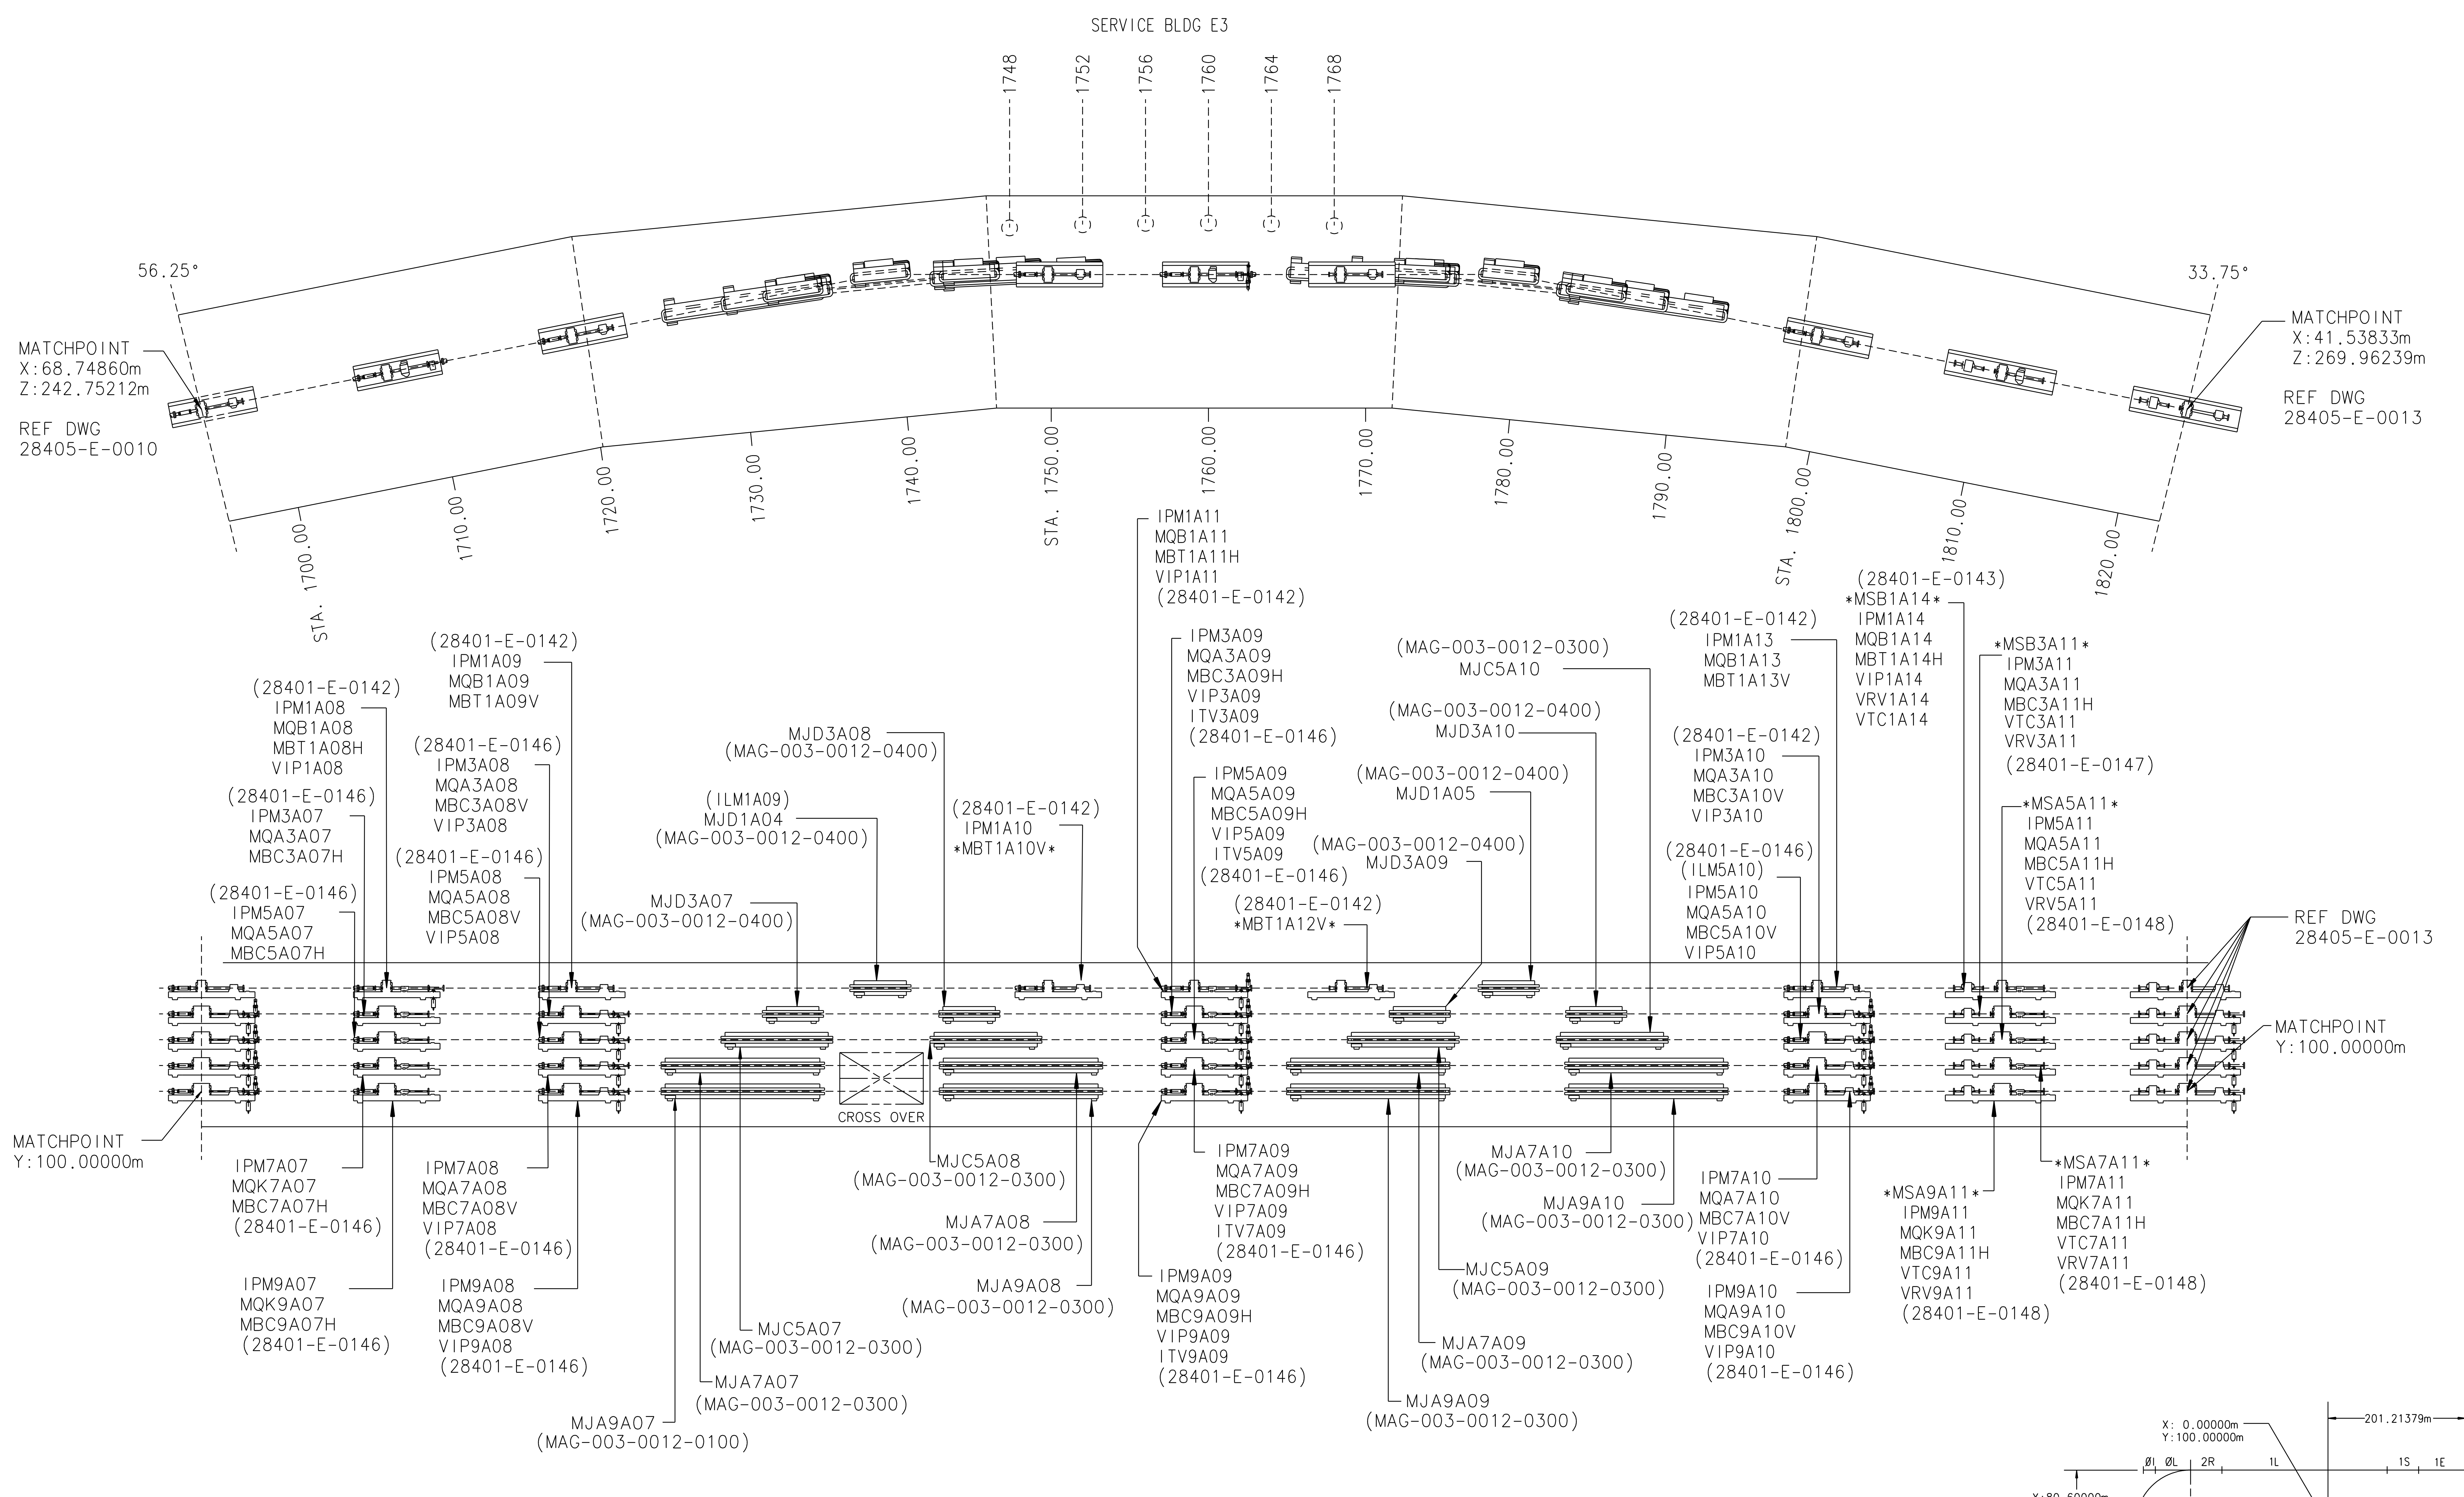 SERVICE BLDG E3
1748
1752
1756
1760
1764
1768
56.25°
33.75°
MATCHPOINT
X:68.74860m
Z:242.75212m
REF DWG
28405-E-0010
MATCHPOINT
X:41.53833m
Z:269.96239m
REF DWG
28405-E-0013
STA. 1700.00
1710.00
1720.00
1730.00
1740.00
STA. 1750.00
1760.00
1770.00
1780.00
1790.00
STA. 1800.00
1810.00
1820.00
(28401-E-0146)
IPM5A07
MQA5A07
MBC5A07H
(28401-E-0146)
IPM3A07
MQA3A07
MBC3A07H
(28401-E-0142)
IPM1A08
MQB1A08
MBT1A08H
VIP1A08
(28401-E-0142)
IPM1A09
MQB1A09
MBT1A09V
(28401-E-0146)
IPM3A08
MQA3A08
MBC3A08V
VIP3A08
(28401-E-0146)
IPM5A08
MQA5A08
MBC5A08V
VIP5A08
MJD3A07
(MAG-003-0012-0400)
(ILM1A09)
MJD1A04
(MAG-003-0012-0400)
MJD3A08
(MAG-003-0012-0400)
(28401-E-0142)
IPM1A10
*MBT1A10V*
IPM1A11
MQB1A11
MBT1A11H
VIP1A11
(28401-E-0142)
IPM3A09
MQA3A09
MBC3A09H
VIP3A09
ITV3A09
(28401-E-0146)
IPM5A09
MQA5A09
MBC5A09H
VIP5A09
ITV5A09
(28401-E-0146)
(28401-E-0142)
*MBT1A12V*
(MAG-003-0012-0400)
MJD3A09
(MAG-003-0012-0400)
MJD1A05
(MAG-003-0012-0400)
MJD3A10
(MAG-003-0012-0300)
MJC5A10
(28401-E-0142)
IPM1A13
MQB1A13
MBT1A13V
(28401-E-0142)
IPM3A10
MQA3A10
MBC3A10V
VIP3A10
(28401-E-0146)
(ILM5A10)
IPM5A10
MQA5A10
MBC5A10V
VIP5A10
(28401-E-0143)
*MSB1A14*
IPM1A14
MQB1A14
MBT1A14H
VIP1A14
VRV1A14
VTC1A14
*MSB3A11*
IPM3A11
MQA3A11
MBC3A11H
VTC3A11
VRV3A11
(28401-E-0147)
*MSA5A11*
IPM5A11
MQA5A11
MBC5A11H
VTC5A11
VRV5A11
(28401-E-0148)
REF DWG
28405-E-0013
MATCHPOINT
Y:100.00000m
CROSS OVER
MATCHPOINT
Y:100.00000m
IPM7A07
MQK7A07
MBC7A07H
(28401-E-0146)
IPM9A07
MQK9A07
MBC9A07H
(28401-E-0146)
IPM7A08
MQA7A08
MBC7A08V
VIP7A08
(28401-E-0146)
IPM9A08
MQA9A08
MBC9A08V
VIP9A08
(28401-E-0146)
MJA9A07
(MAG-003-0012-0100)
MJA7A07
(MAG-003-0012-0300)
MJC5A07
(MAG-003-0012-0300)
MJC5A08
(MAG-003-0012-0300)
MJA7A08
(MAG-003-0012-0300)
MJA9A08
(MAG-003-0012-0300)
IPM7A09
MQA7A09
MBC7A09H
VIP7A09
ITV7A09
(28401-E-0146)
IPM9A09
MQA9A09
MBC9A09H
VIP9A09
ITV9A09
(28401-E-0146)
MJA7A10
(MAG-003-0012-0300)
MJA9A10
(MAG-003-0012-0300)
MJC5A09
(MAG-003-0012-0300)
MJA7A09
(MAG-003-0012-0300)
MJA9A09
(MAG-003-0012-0300)
IPM7A10
MQA7A10
MBC7A10V
VIP7A10
(28401-E-0146)
IPM9A10
MQA9A10
MBC9A10V
VIP9A10
(28401-E-0146)
*MSA9A11*
IPM9A11
MQK9A11
MBC9A11H
VTC9A11
VRV9A11
(28401-E-0148)
*MSA7A11*
IPM7A11
MQK7A11
MBC7A11H
VTC7A11
VRV7A11
(28401-E-0148)
201.21379m
X: 0.00000m
Y:100.00000m
ØI ØL 2R 1L 1S 1E